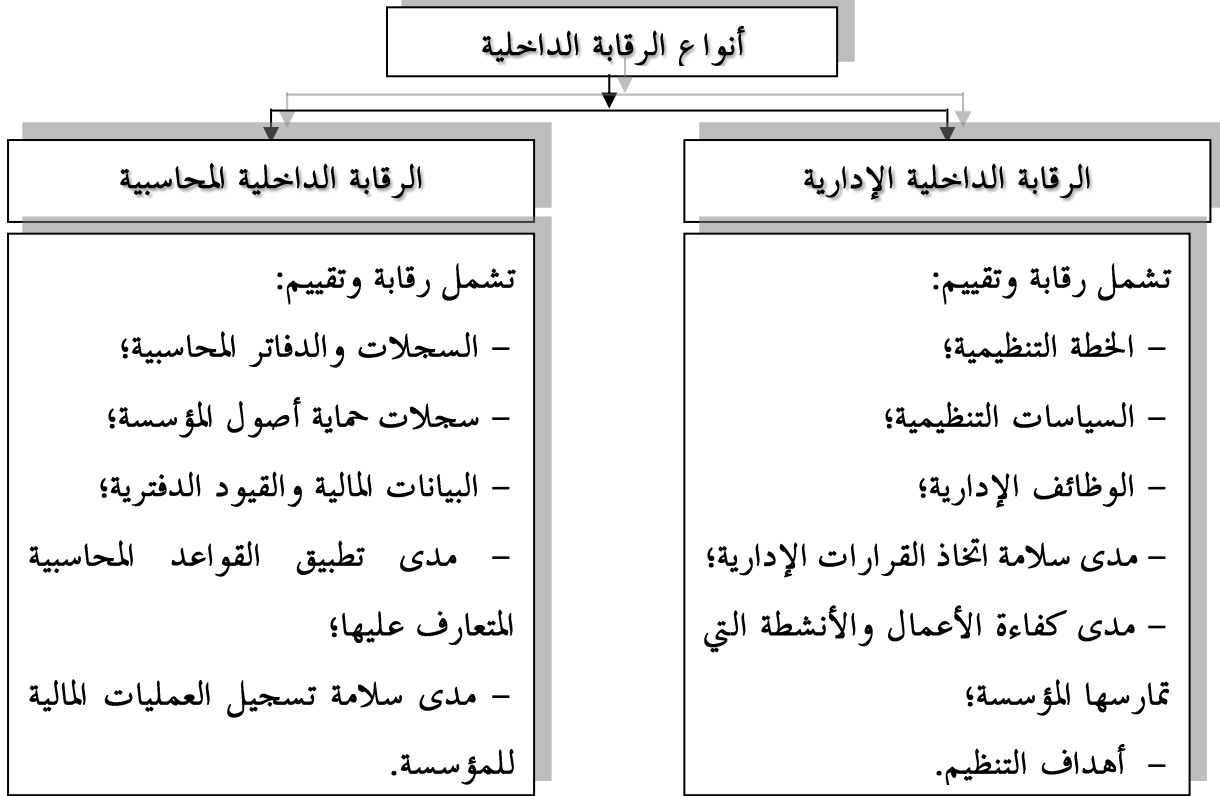 أنواع الرقابة الداخلية
الرقابة الداخلية الإدارية
تشمل رقابة وتقييم:
– الخطة التنظيمية؛
– السياسات التنظيمية؛
– الوظائف الإدارية؛
– مدى سلامة اتخاذ القرارات الإدارية؛
– مدى كفاءة الأعمال والأنشطة التي
تمارسها المؤسسة؛
– أهداف التنظيم.
الرقابة الداخلية المحاسبية
تشمل رقابة وتقييم:
– السجلات والدفاتر المحاسبية؛
– سجلات حماية أصول المؤسسة؛
– البيانات المالية والقيود الدفترية؛
– مدى تطبيق القواعد المحاسبية
المتعارف عليها؛
– مدى سلامة تسجيل العمليات المالية
للمؤسسة.